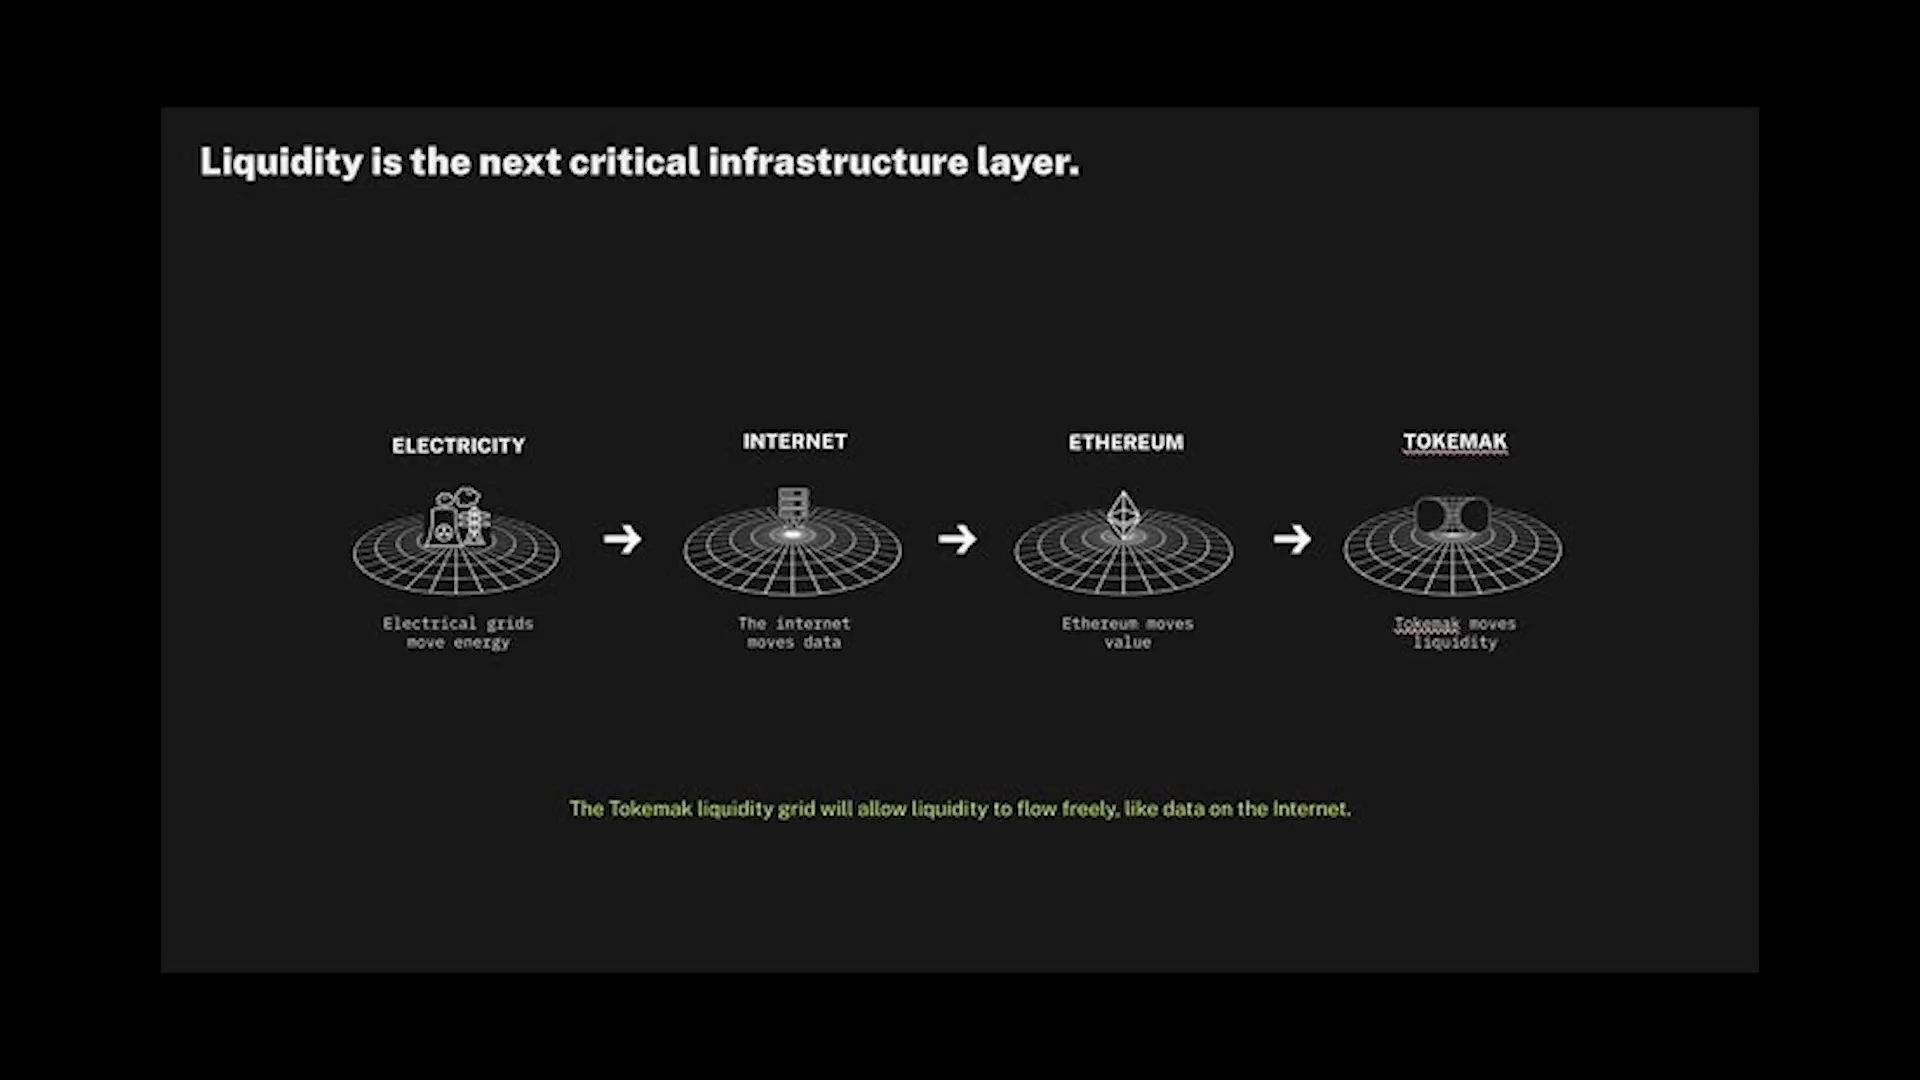 Liquidity is the next critical infrastructure layer.
ELECTRICITY
INTERNET
ETHEREUM
TOKEMAK
Electrical grids
move energy
The internet
moves data
Ethereum moves
value
Tokemak moves
liquidity
The Tokemak liquidity grid will allow liquidity to flow freely, like data on the Internet.